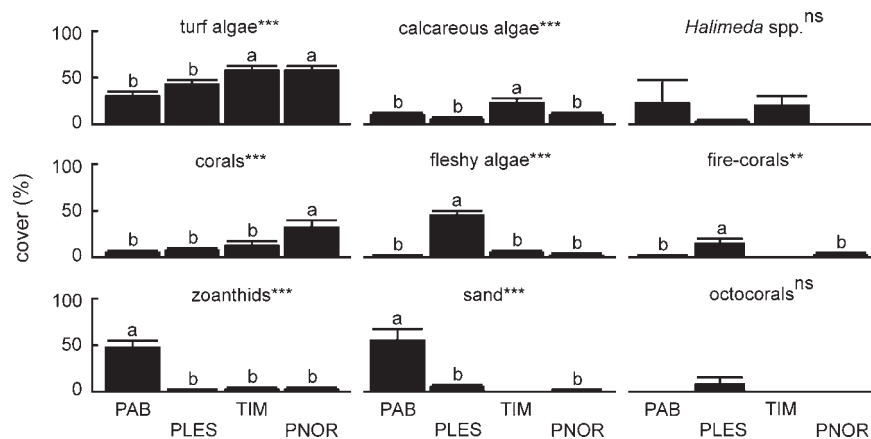 turf algae*** calcareous algae*** Halimeda spp.ns
100
50
0
b b a a
b b a b
cover (%)
corals*** fleshy algae*** fire-corals**
100
50
0
b b b a
b a b b
b a b
zoanthids*** sand*** octocoralsns
100
50
0
a b b b
a b b
PAB TIM PAB TIM PAB TIM
PLES PNOR PLES PNOR PLES PNOR